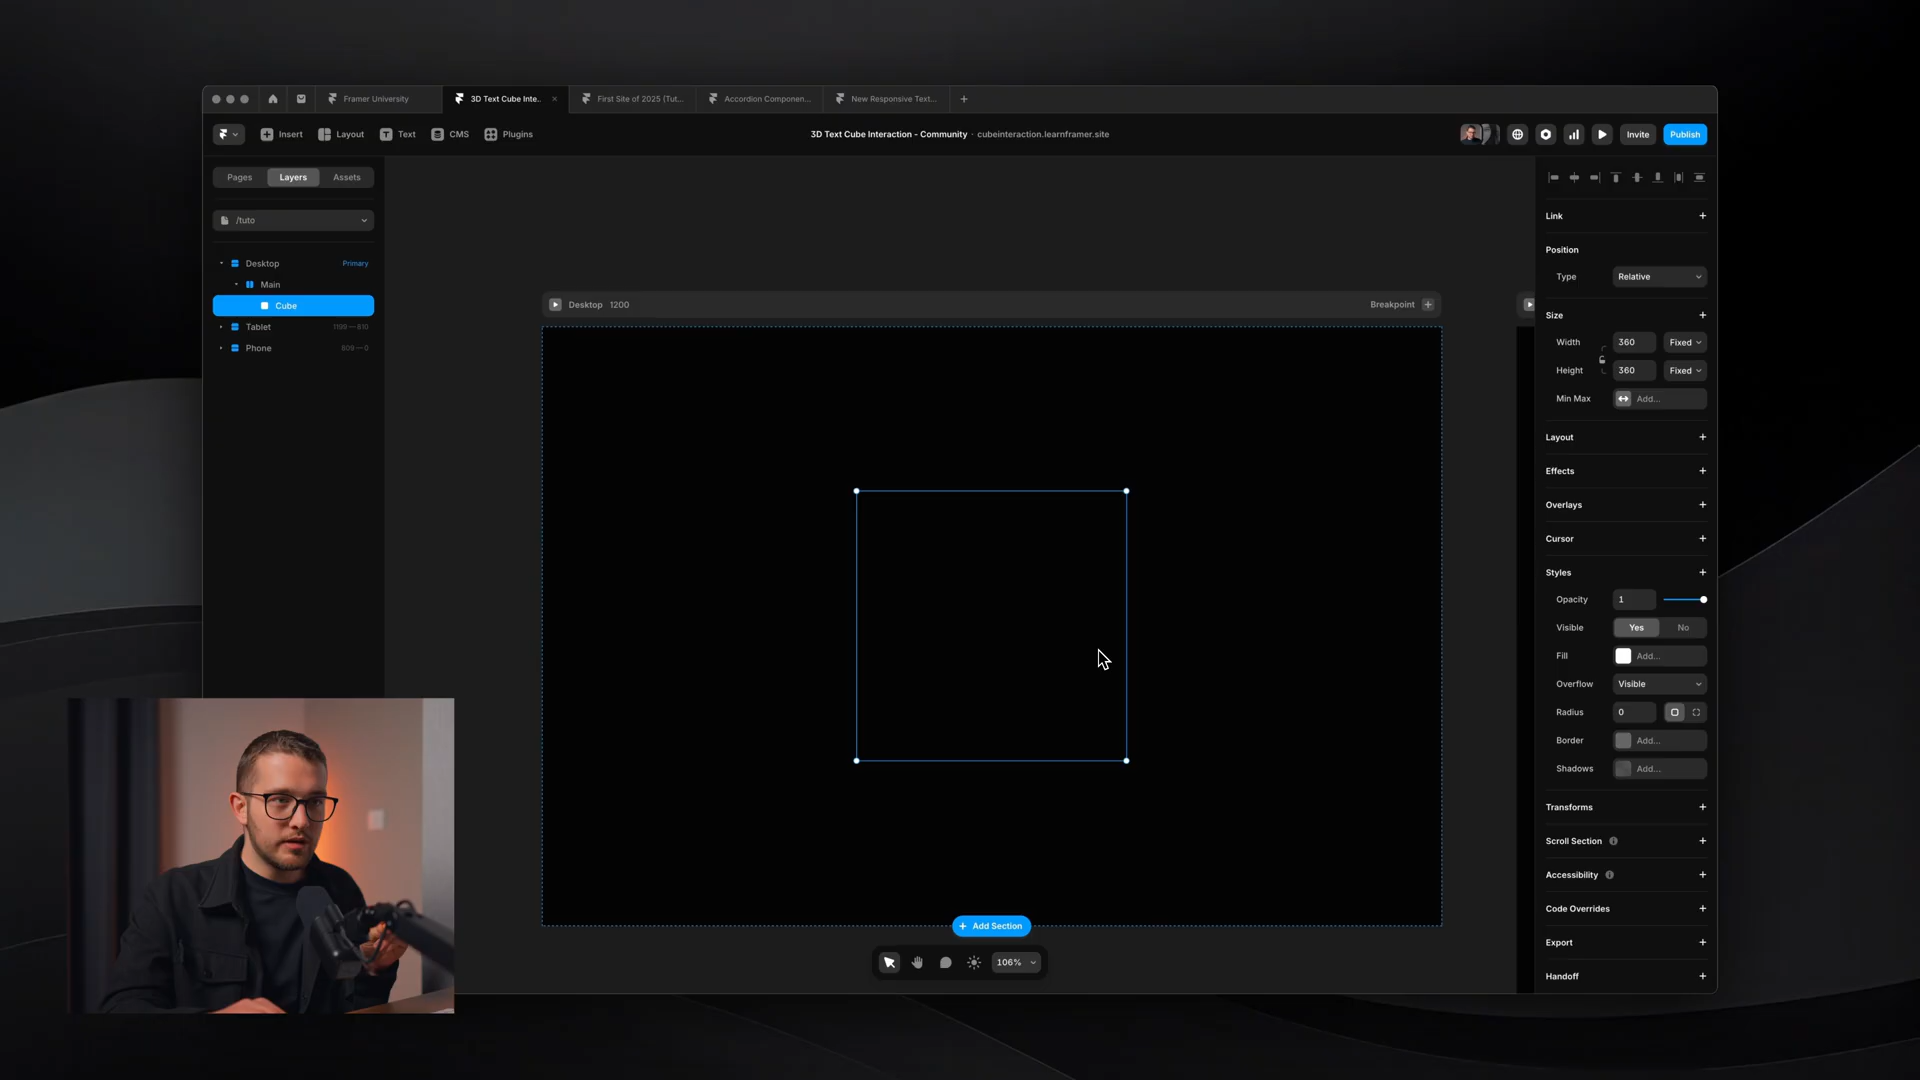 Framer University
3D Text Cube Inte..
First Site of 2025 (Tut...
Accordion Componen...
New Responsive Text...
Insert
Layout
Text
CMS
Plugins
3D Text Cube Interaction - Community · cubeinteraction.learnframer.site
Invite
Publish
Pages
Layers
Assets
/tuto
Desktop
Primary
Main
Cube
Tablet
1199 — 810
Phone
809 — 0
Desktop 1200
Breakpoint
Add Section
106%
Link
Position
Type
Relative
Size
Width
360
Fixed
Height
360
Fixed
Min Max
Add...
Layout
Effects
Overlays
Cursor
Styles
Opacity
1
Visible
Yes
No
Fill
Add...
Overflow
Visible
Radius
0
Border
Add...
Shadows
Add...
Transforms
Scroll Section
Accessibility
Code Overrides
Export
Handoff